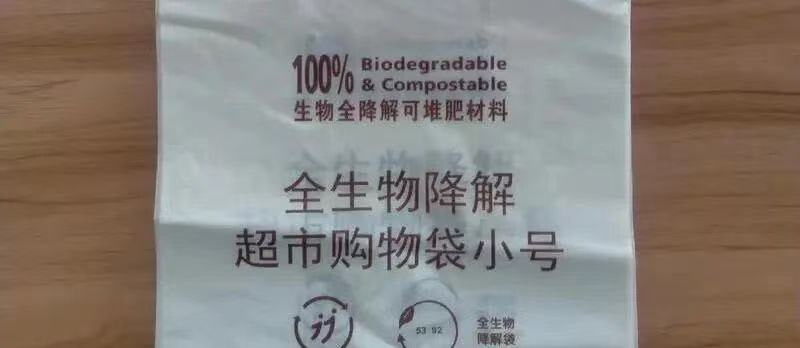 100% Biodegradable
& Compostable
生物全降解可堆肥材料
全生物降解
超市购物袋小号
jj
53 92
全生物
降解袋